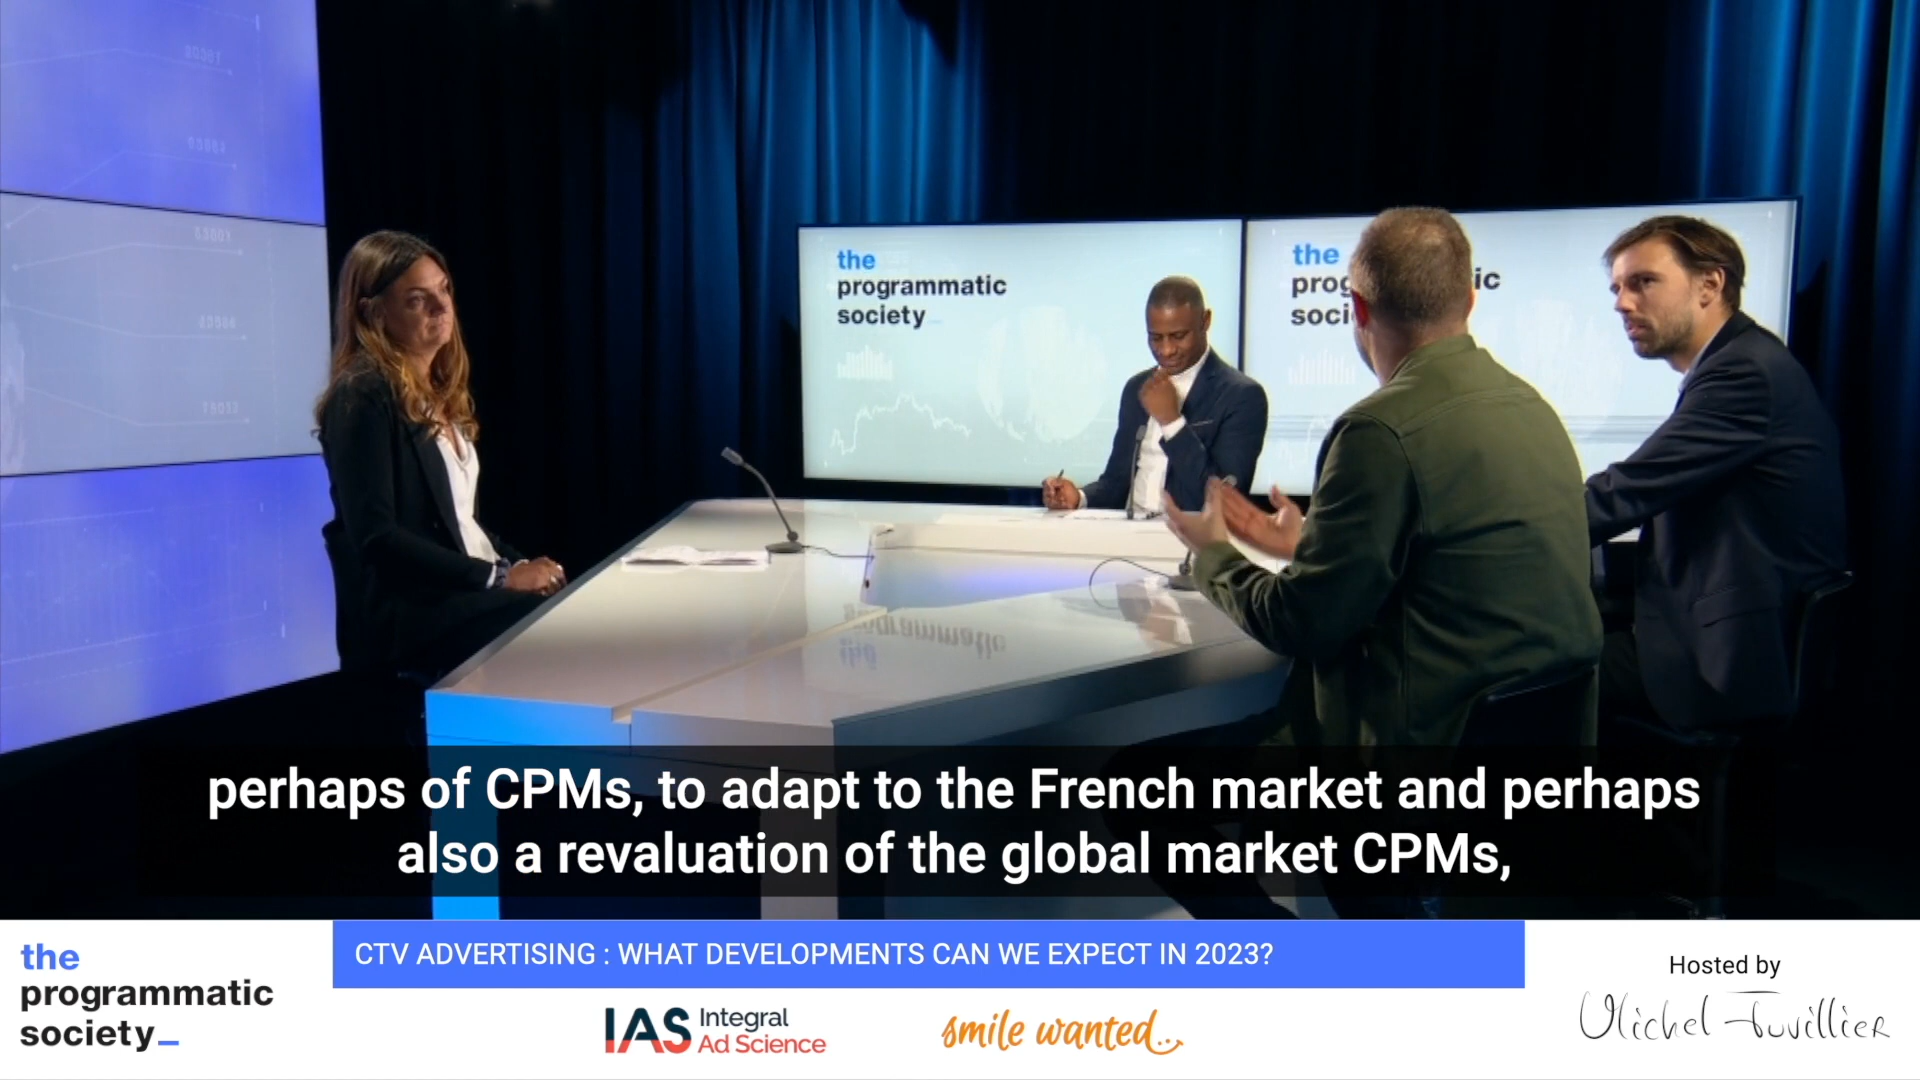 the
programmatic
society
the
prog ic
soci
perhaps of CPMs, to adapt to the French market and perhaps
also a revaluation of the global market CPMs,
the
programmatic
society_
CTV ADVERTISING : WHAT DEVELOPMENTS CAN WE EXPECT IN 2023?
IAS Integral
Ad Science
smile wanted..
Hosted by
Michel Juvillier